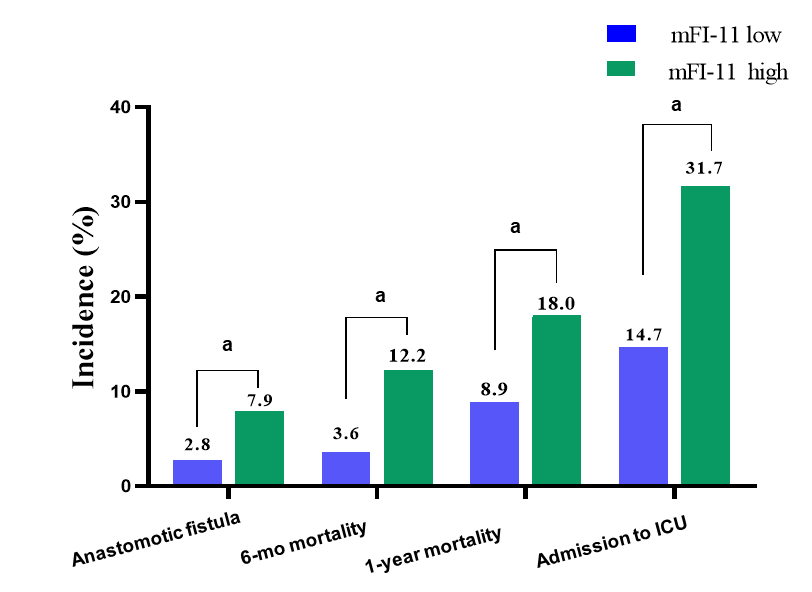 mFI-11 low
mFI-11 high
Incidence (%)
40
30
20
10
0
a
a
a
a
2.8
7.9
3.6
12.2
8.9
18.0
14.7
31.7
Anastomotic fistula
6-mo mortality
1-year mortality
Admission to ICU